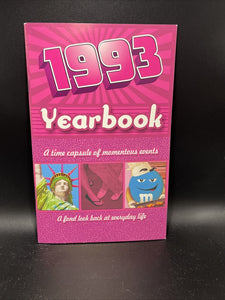 1993
Yearbook
A time capsule of momentous events
m
A fond look back at everyday life